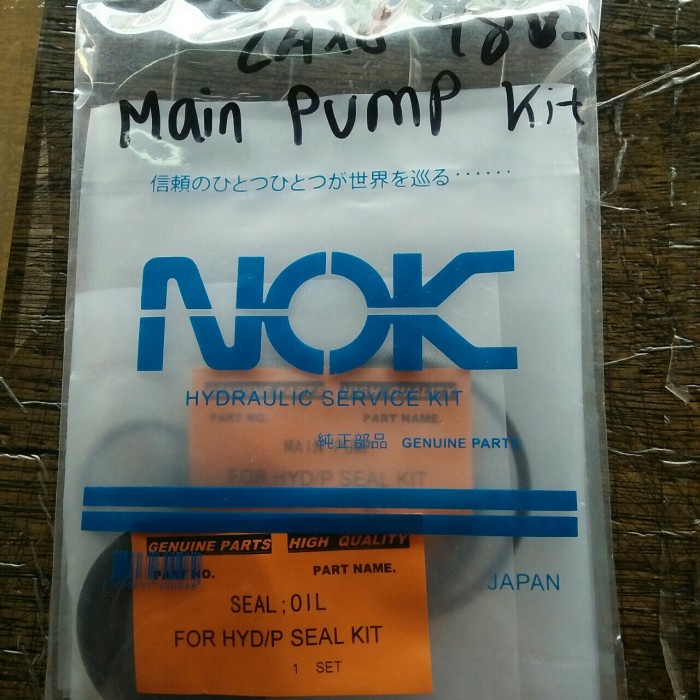 Main PUMP Kit
信頼のひとつひとつが世界を巡る······
NOK
HYDRAULIC SERVICE KIT
PART NO. PART NAME.
MAIN PUMP
純正部品 GENUINE PARTS
FOR HYD/P SEAL KIT
GENUINE PARTS HIGH QUALITY
PART NO. PART NAME.
JAPAN
SEAL;OIL
FOR HYD/P SEAL KIT
1 SET